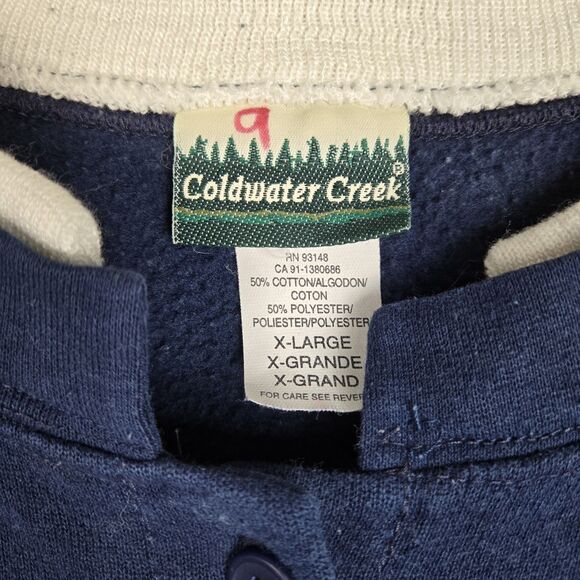 9
Coldwater Creek®
RN 93148
CA 91-1380686
50% COTTON/ALGODON/
COTON
50% POLYESTER/
POLIESTER/POLYESTER
X-LARGE
X-GRANDE
X-GRAND
FOR CARE SEE REVER